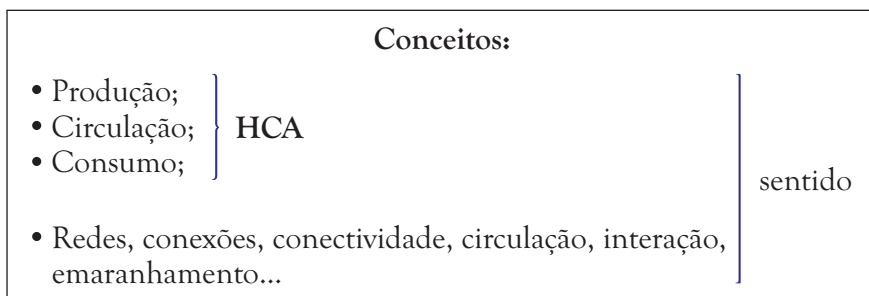 Conceitos:
• Produção;
• Circulação; HCA
• Consumo;
sentido
• Redes, conexões, conectividade, circulação, interação,
emaranhamento...